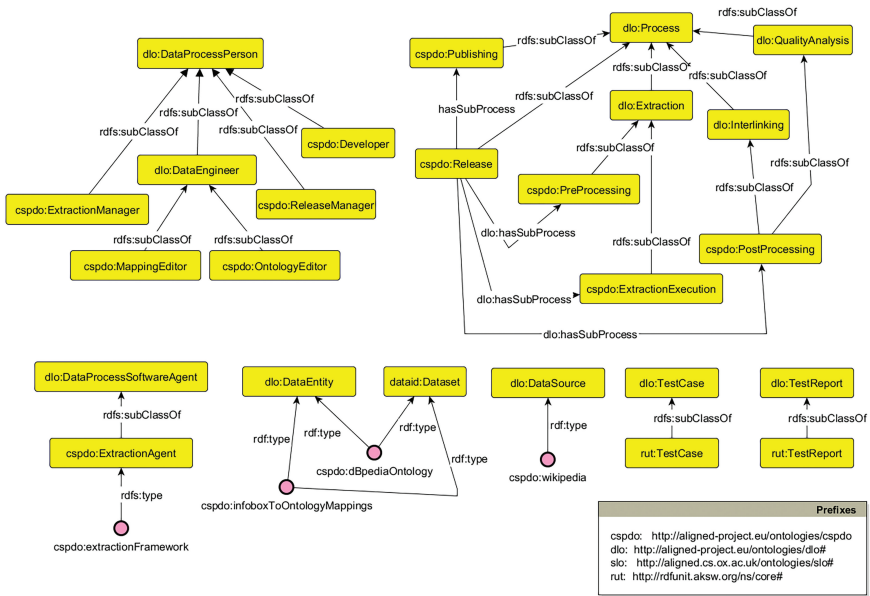 dlo:DataProcessPerson
rdfs:subClassOf
rdfs:subClassOf
rdfs:subClassOf
rdfs:subClassOf
cspdo:Developer
dlo:DataEngineer
cspdo:ExtractionManager
cspdo:ReleaseManager
rdfs:subClassOf
rdfs:subClassOf
cspdo:MappingEditor
cspdo:OntologyEditor
rdfs:subClassOf
dlo:Process
cspdo:Publishing
rdfs:subClassOf
dlo:QualityAnalysis
rdfs:subClassOf
rdfs:subClassOf
rdfs:subClassOf
hasSubProcess
dlo:Extraction
dlo:Interlinking
rdfs:subClassOf
cspdo:Release
rdfs:subClassOf
cspdo:PreProcessing
rdfs:subClassOf
dlo:hasSubProcess
rdfs:subClassOf
cspdo:PostProcessing
cspdo:ExtractionExecution
dlo:hasSubProcess
dlo:hasSubProcess
dlo:DataProcessSoftwareAgent
rdfs:subClassOf
cspdo:ExtractionAgent
rdfs:type
cspdo:extractionFramework
dlo:DataEntity
dataid:Dataset
rdf:type
rdf:type
rdf:type
rdf:type
cspdo:dBpediaOntology
cspdo:infoboxToOntologyMappings
dlo:DataSource
rdf:type
cspdo:wikipedia
dlo:TestCase
rdfs:subClassOf
rut:TestCase
dlo:TestReport
rdfs:subClassOf
rut:TestReport
Prefixes
cspdo: http://aligned-project.eu/ontologies/cspdo
dlo: http://aligned-project.eu/ontologies/dlo#
slo: http://aligned.cs.ox.ac.uk/ontologies/slo#
rut: http://rdfunit.aksw.org/ns/core#